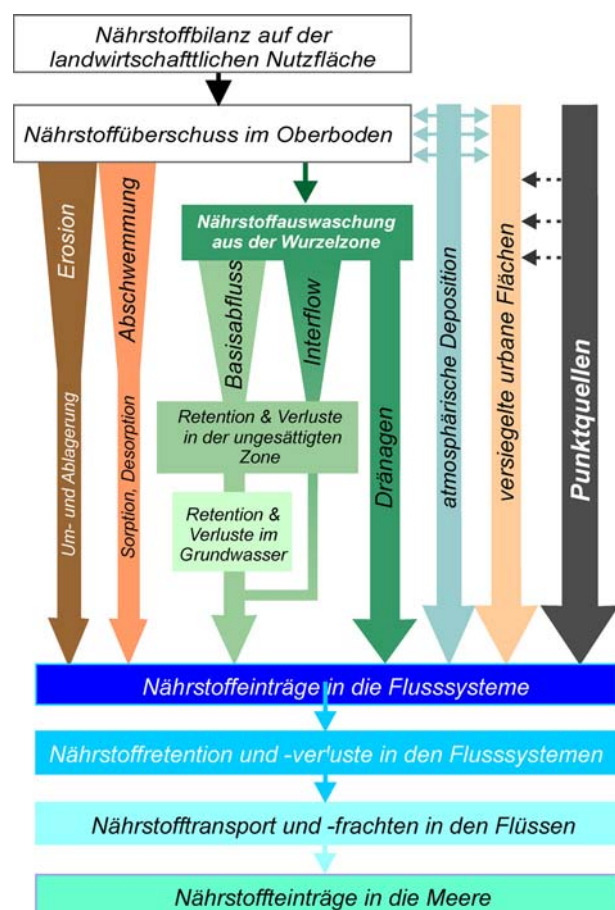 Nährstoffbilanz auf der
landwirtschaftlichen Nutzfläche
Nährstoffüberschuss im Oberboden
Erosion
Um- und Ablagerung
Abschwemmung
Sorption, Desorption
Nährstoffauswaschung
aus der Wurzelzone
Basisabfluss
Interflow
Retention & Verluste
in der ungesättigten
Zone
Retention &
Verluste im
Grundwasser
Dränagen
atmosphärische Deposition
versiegelte urbane Flächen
Punktquellen
Nährstoffeinträge in die Flusssysteme
Nährstoffretention und -verluste in den Flusssystemen
Nährstofftransport und -frachten in den Flüssen
Nährstoffteinträge in die Meere